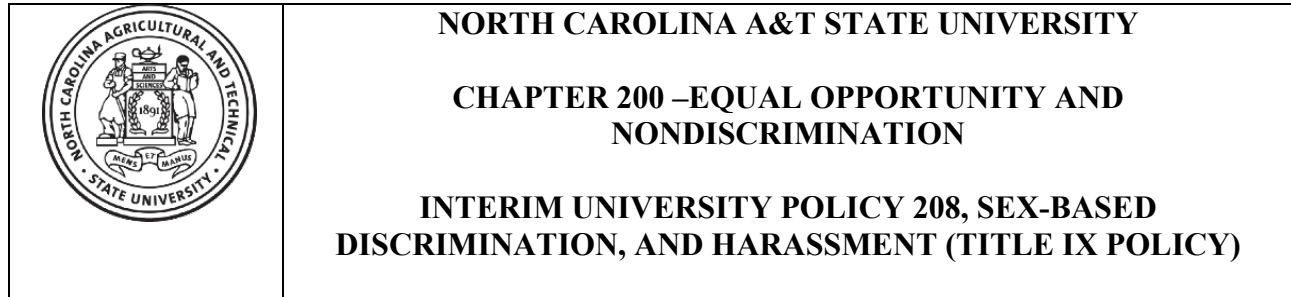 NORTH CAROLINA AGRICULTURAL AND TECHNICAL
STATE UNIVERSITY
ARTS
AND
SCIENCES
1891
MENS ET MANUS
NORTH CAROLINA A&T STATE UNIVERSITY
CHAPTER 200 –EQUAL OPPORTUNITY AND
NONDISCRIMINATION
INTERIM UNIVERSITY POLICY 208, SEX-BASED
DISCRIMINATION, AND HARASSMENT (TITLE IX POLICY)